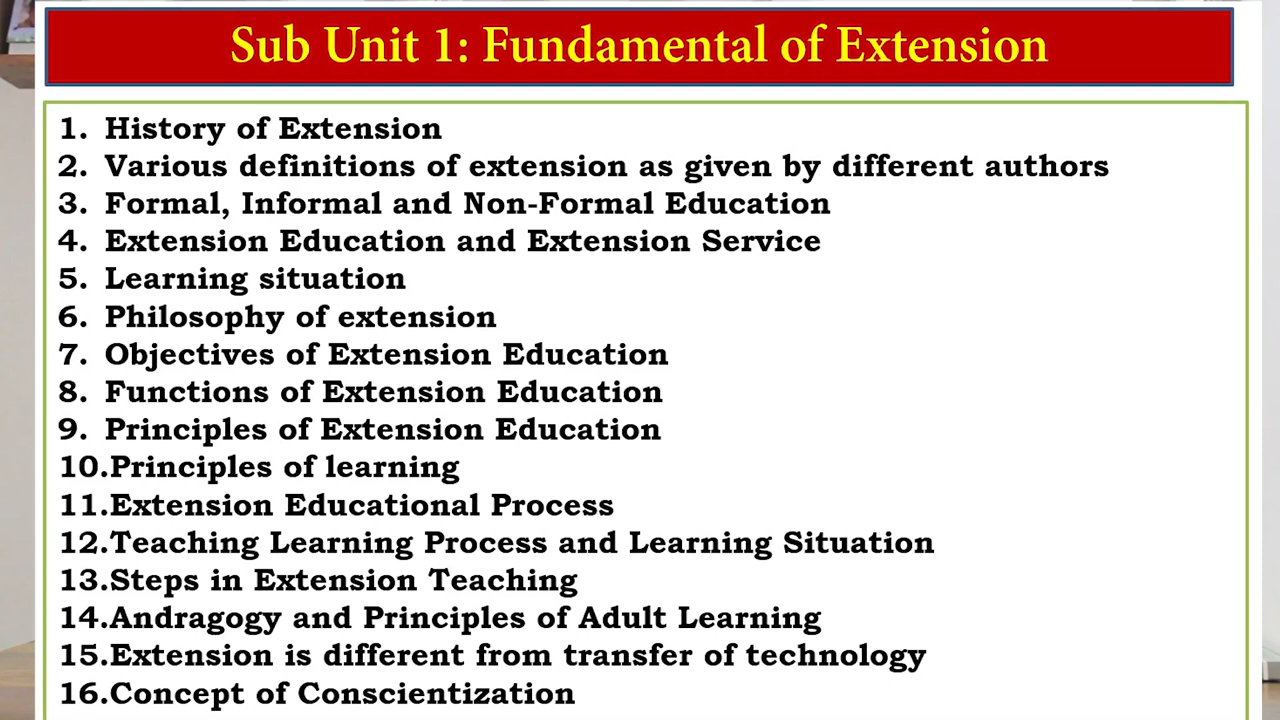 Sub Unit 1: Fundamental of Extension
1. History of Extension
2. Various definitions of extension as given by different authors
3. Formal, Informal and Non-Formal Education
4. Extension Education and Extension Service
5. Learning situation
6. Philosophy of extension
7. Objectives of Extension Education
8. Functions of Extension Education
9. Principles of Extension Education
10.Principles of learning
11.Extension Educational Process
12.Teaching Learning Process and Learning Situation
13.Steps in Extension Teaching
14.Andragogy and Principles of Adult Learning
15.Extension is different from transfer of technology
16.Concept of Conscientization